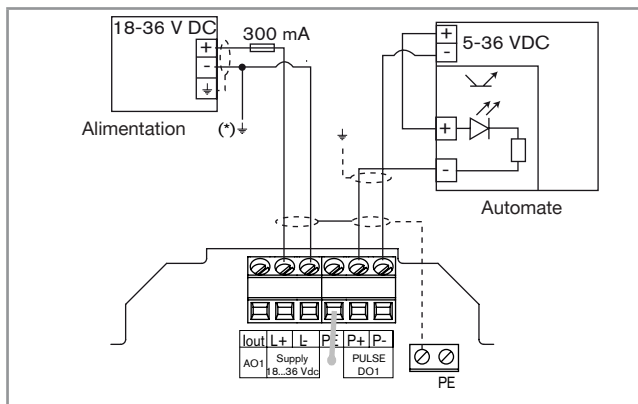 18-36 V DC
300 mA
+
-
Alimentation
(*)
+
-
5-36 VDC
+
-
Automate
Iout L+ L- PE P+ P-
AO1
Supply
18...36 Vdc
PULSE
DO1
PE